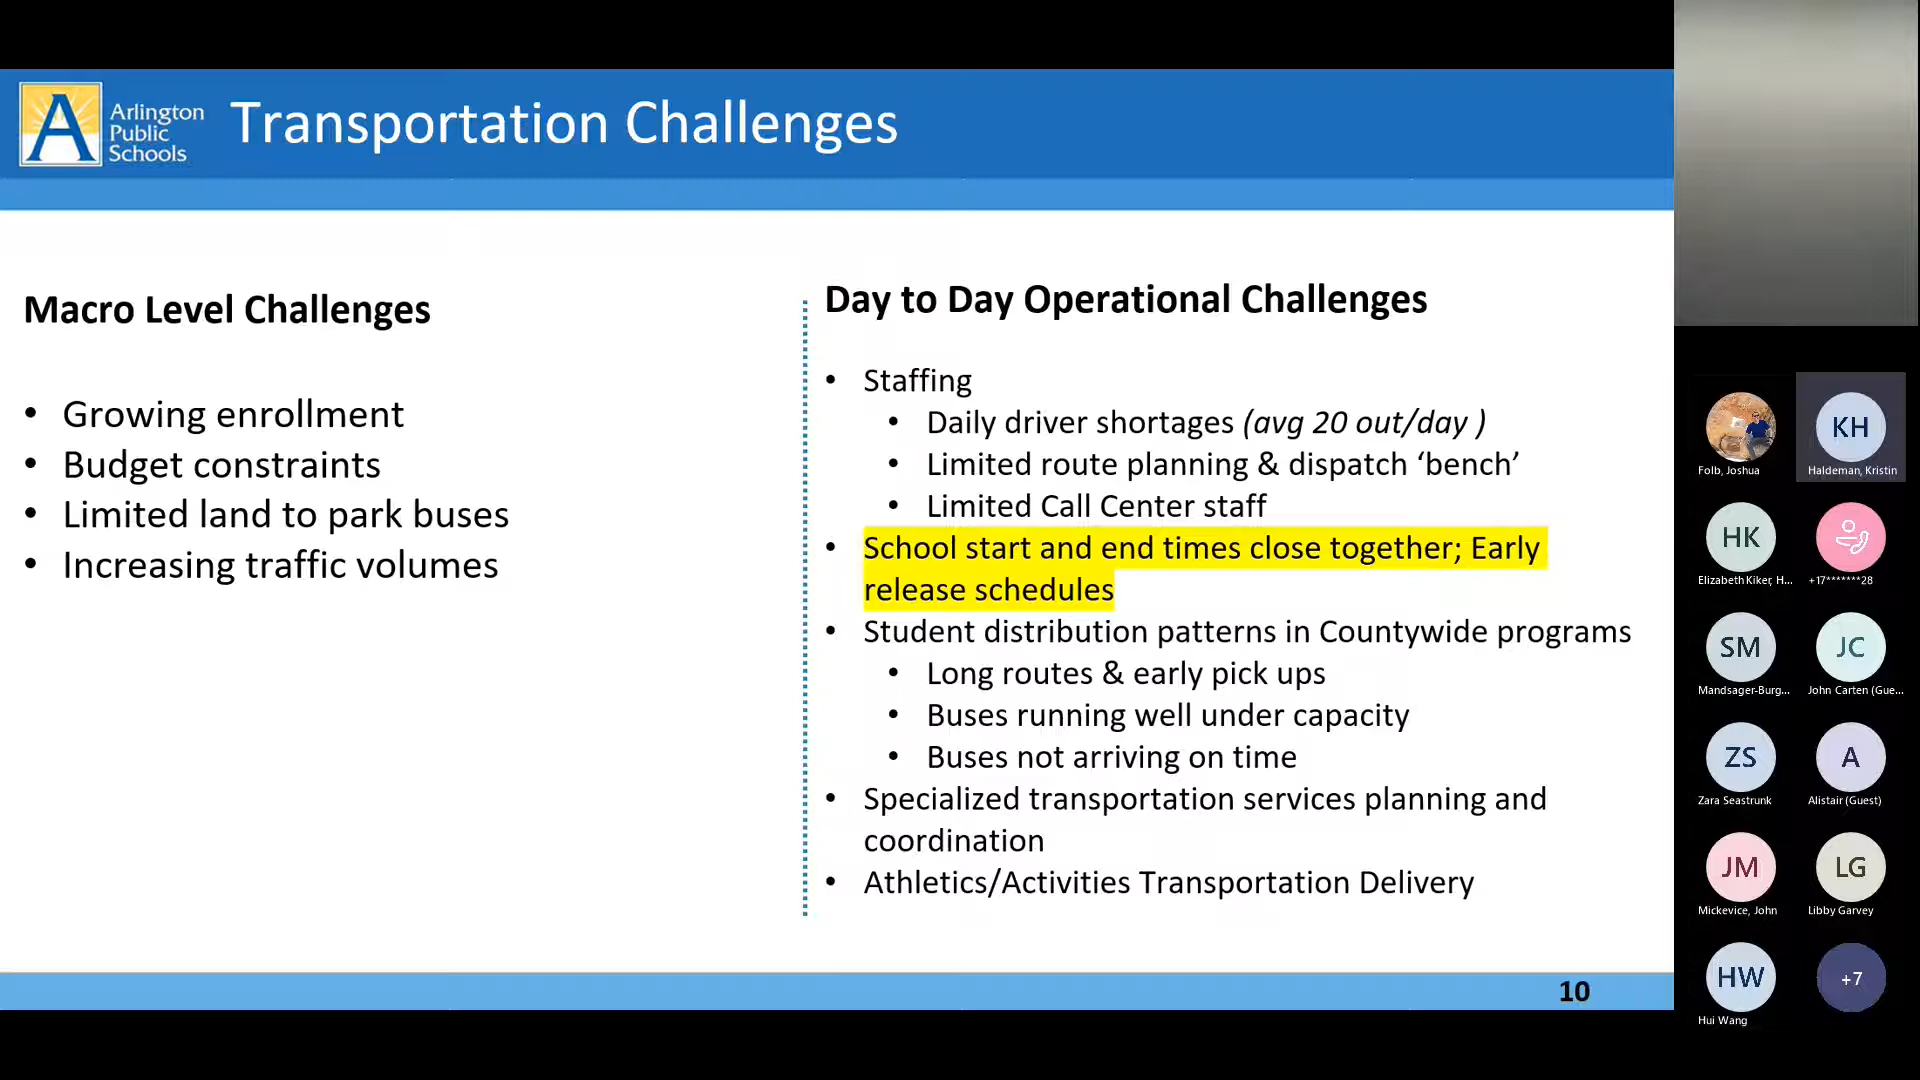 Arlington
Public
Schools
Transportation Challenges
Macro Level Challenges
• Growing enrollment
• Budget constraints
• Limited land to park buses
• Increasing traffic volumes
Day to Day Operational Challenges
• Staffing
• Daily driver shortages (avg 20 out/day )
• Limited route planning & dispatch ‘bench’
• Limited Call Center staff
• School start and end times close together; Early
release schedules
• Student distribution patterns in Countywide programs
• Long routes & early pick ups
• Buses running well under capacity
• Buses not arriving on time
• Specialized transportation services planning and
coordination
• Athletics/Activities Transportation Delivery
10
Folb, Joshua
KH
Haldeman, Kristin
HK
Elizabeth Kiker, H...
+17*******28
SM
Mandsager-Burg...
JC
John Carten (Gue...
ZS
Zara Seastrunk
A
Alistair (Guest)
JM
Mickevice, John
LG
Libby Garvey
HW
Hui Wang
+7